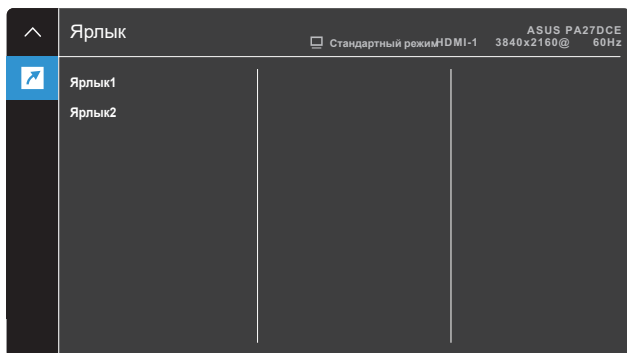 Ярлык
ASUS PA27DCE
Стандартный режим HDMI-1 3840x2160@ 60Hz
Ярлык1
Ярлык2